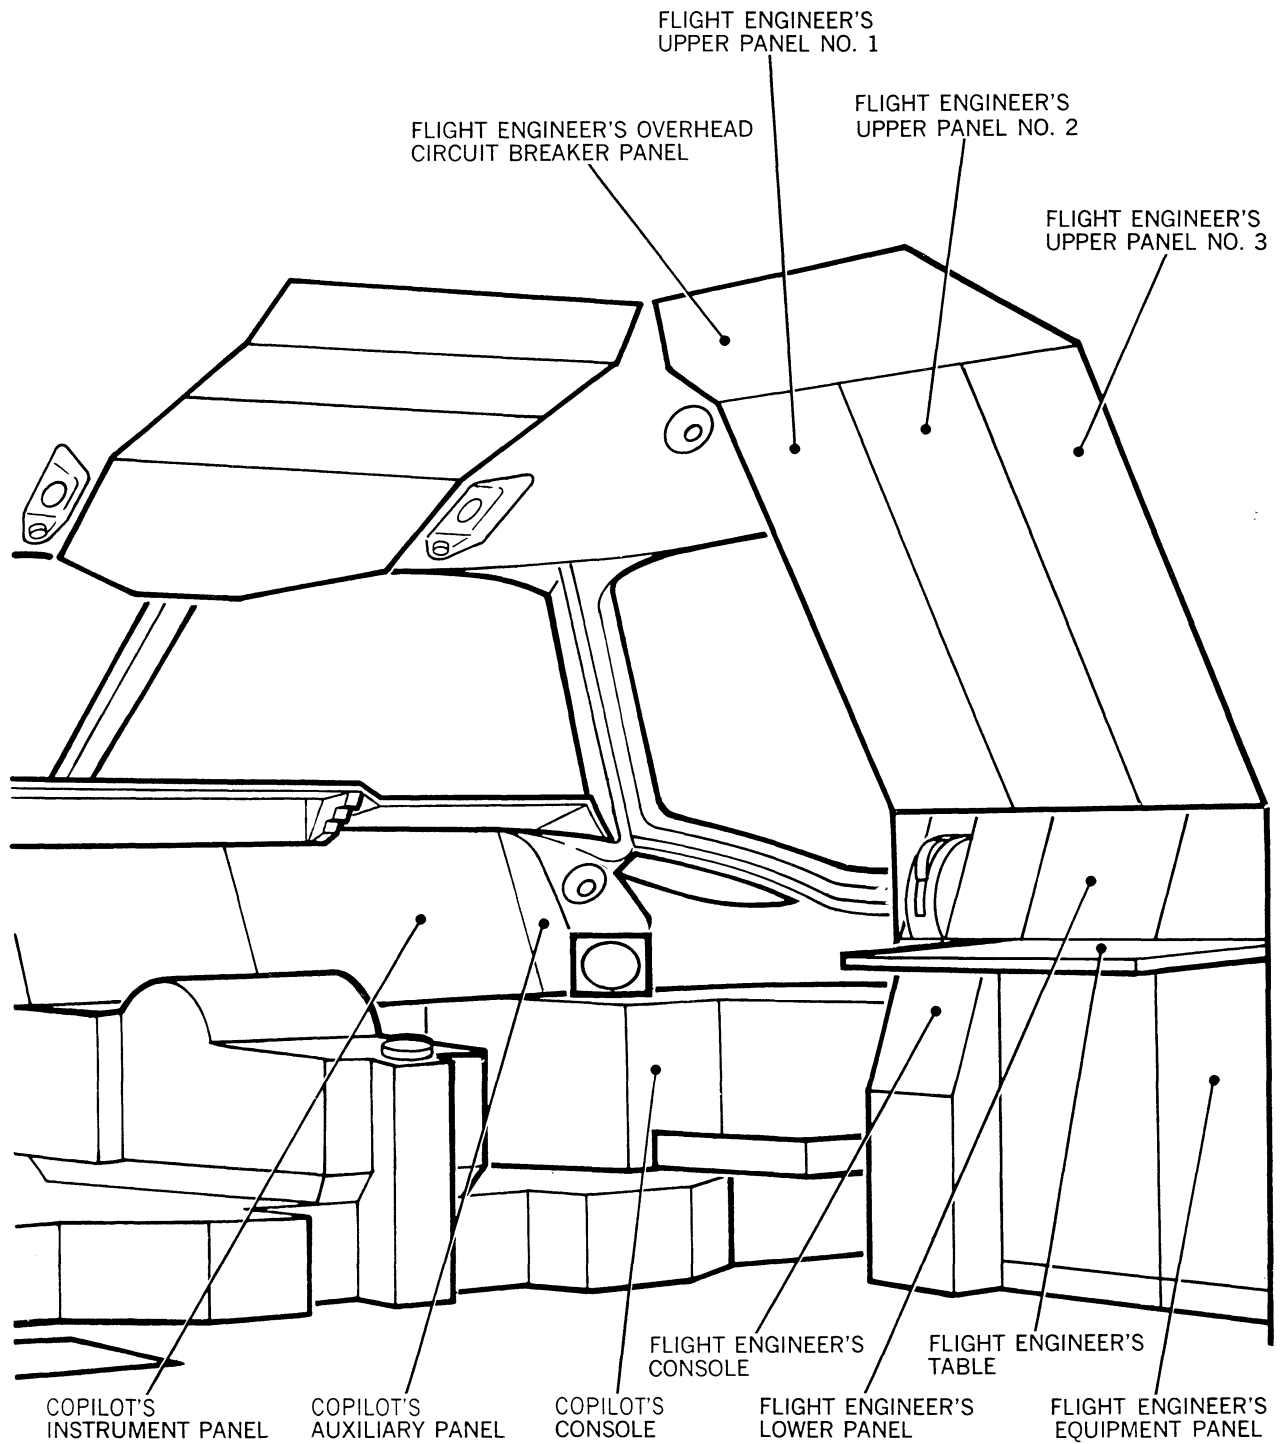 FLIGHT ENGINEER'S
UPPER PANEL NO. 1
FLIGHT ENGINEER'S
UPPER PANEL NO. 2
FLIGHT ENGINEER'S OVERHEAD
CIRCUIT BREAKER PANEL
FLIGHT ENGINEER'S
UPPER PANEL NO. 3
FLIGHT ENGINEER'S
CONSOLE
FLIGHT ENGINEER'S
TABLE
COPILOT'S
INSTRUMENT PANEL
COPILOT'S
AUXILIARY PANEL
COPILOT'S
CONSOLE
FLIGHT ENGINEER'S
LOWER PANEL
FLIGHT ENGINEER'S
EQUIPMENT PANEL